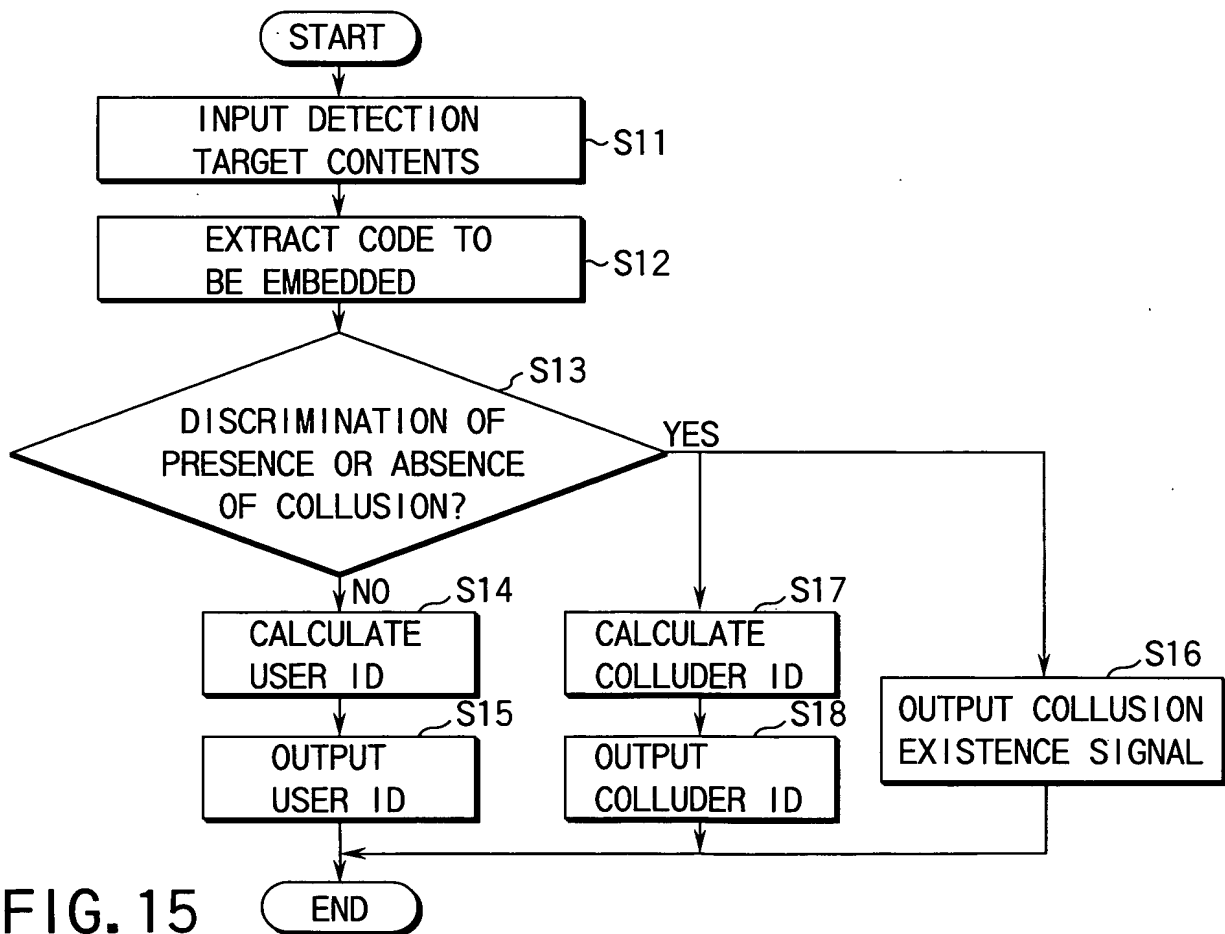 START
INPUT DETECTION
TARGET CONTENTS
S11
EXTRACT CODE TO
BE EMBEDDED
S12
S13
DISCRIMINATION OF
PRESENCE OR ABSENCE
OF COLLUSION?
YES
NO
S14
CALCULATE
USER ID
S15
OUTPUT
USER ID
S17
CALCULATE
COLLUDER ID
S18
OUTPUT
COLLUDER ID
S16
OUTPUT COLLUSION
EXISTENCE SIGNAL
END
FIG. 15